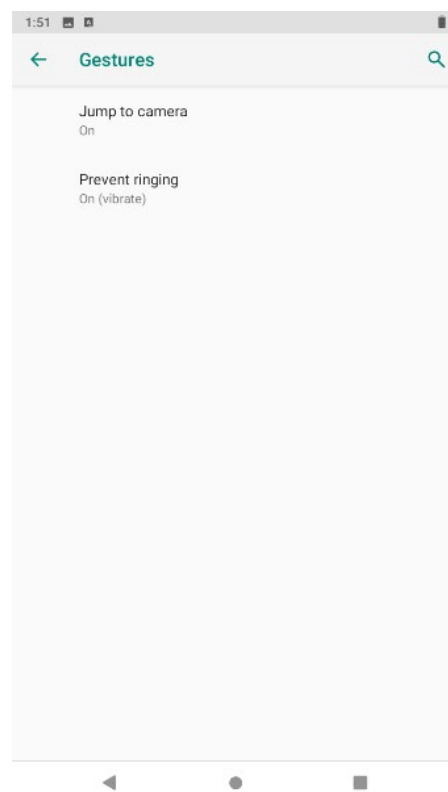 1:51
Gestures
Jump to camera
On
Prevent ringing
On (vibrate)